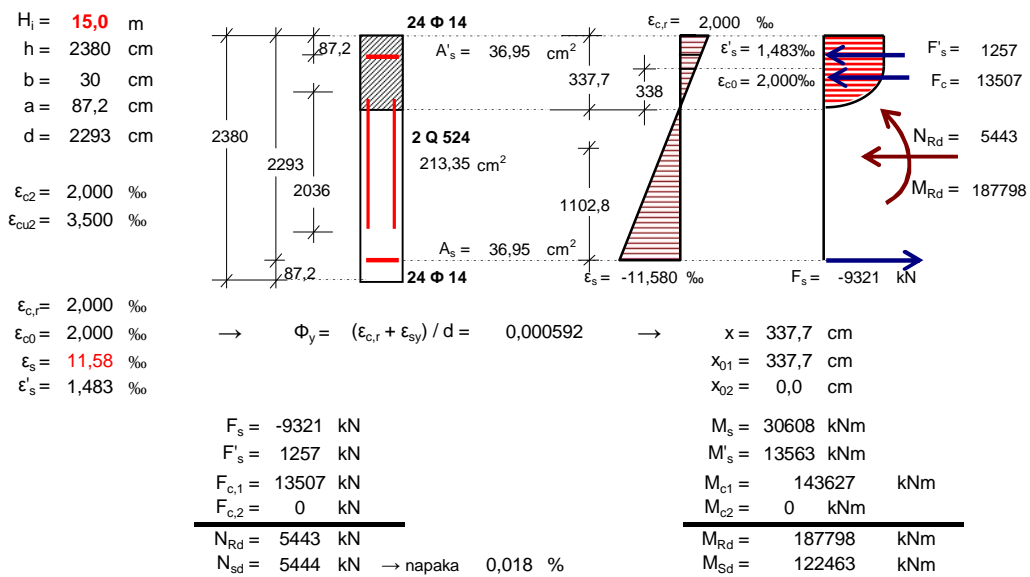 Hi = 15,0 m
h = 2380 cm
b = 30 cm
a = 87,2 cm
d = 2293 cm
εc2 = 2,000 ‰
εcu2 = 3,500 ‰
εc,r = 2,000 ‰
εc0 = 2,000 ‰
εs = 11,58 ‰
ε's = 1,483 ‰
24 Φ 14
87,2
A's = 36,95 cm2
2380
2293
2036
2 Q 524
213,35 cm2
As = 36,95 cm2
87,2
24 Φ 14
εc,r = 2,000 ‰
ε's = 1,483‰
337,7
εc0 = 2,000‰
338
1102,8
εs = -11,580 ‰
F's = 1257
Fc = 13507
NRd = 5443
MRd = 187798
Fs = -9321 kN
→ Φy = (εc,r + εsy) / d = 0,000592 →
x = 337,7 cm
x01 = 337,7 cm
x02 = 0,0 cm
Fs = -9321 kN
F's = 1257 kN
Fc,1 = 13507 kN
Fc,2 = 0 kN
NRd = 5443 kN
Nsd = 5444 kN → napaka 0,018 %
Ms = 30608 kNm
M's = 13563 kNm
Mc1 = 143627 kNm
Mc2 = 0 kNm
MRd = 187798 kNm
MSd = 122463 kNm